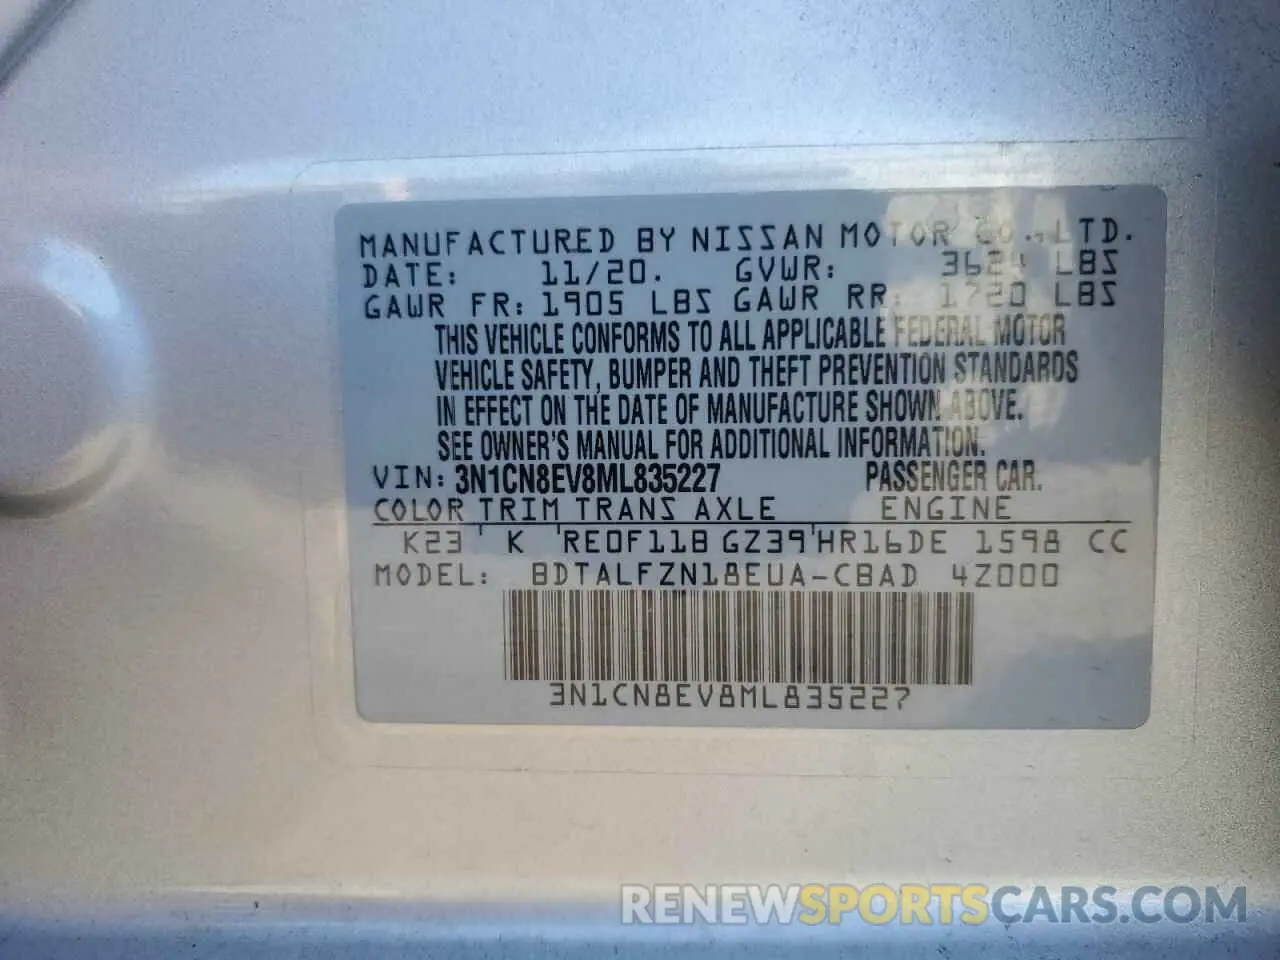 MANUFACTURED BY NISSAN MOTOR CO., LTD.
DATE: 11/20. GVWR: 3624 LBS
GAWR FR: 1905 LBS GAWR RR: 1720 LBS
THIS VEHICLE CONFORMS TO ALL APPLICABLE FEDERAL MOTOR
VEHICLE SAFETY, BUMPER AND THEFT PREVENTION STANDARDS
IN EFFECT ON THE DATE OF MANUFACTURE SHOWN ABOVE.
SEE OWNER'S MANUAL FOR ADDITIONAL INFORMATION.
VIN: 3N1CN8EV8ML835227 PASSENGER CAR.
COLOR TRIM TRANS AXLE ENGINE
K23 K RE0F11B GZ39 HR16DE 1598 CC
MODEL: BDTALFZN18EUA-CBAD 4Z000
3N1CN8EV8ML835227
RENEWSPORTSCARS.COM